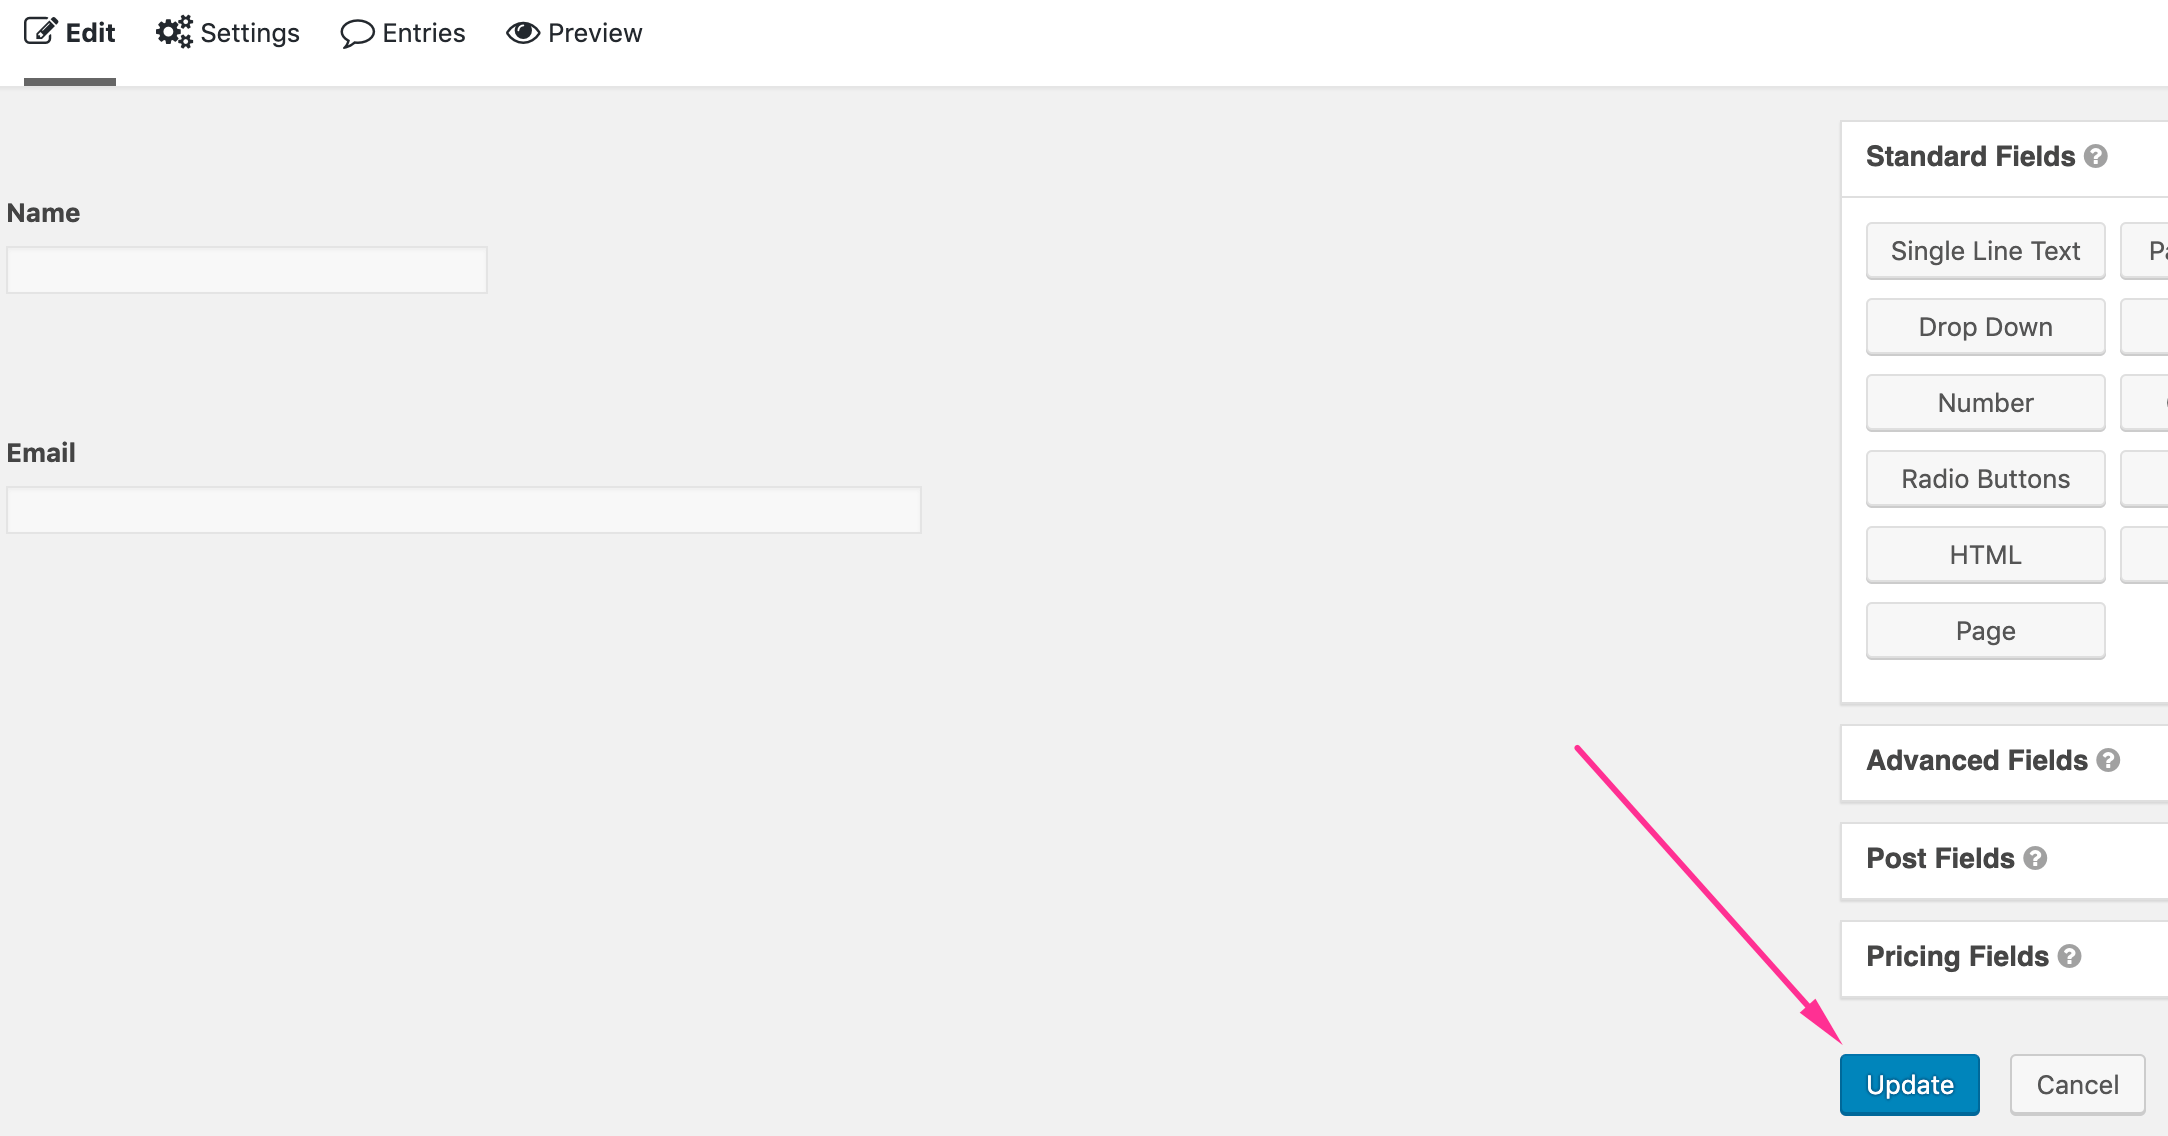 Edit Settings Entries Preview
Name
Email
Standard Fields ?
Single Line Text
Drop Down
Number
Radio Buttons
HTML
Page
Advanced Fields ?
Post Fields ?
Pricing Fields ?
Update Cancel